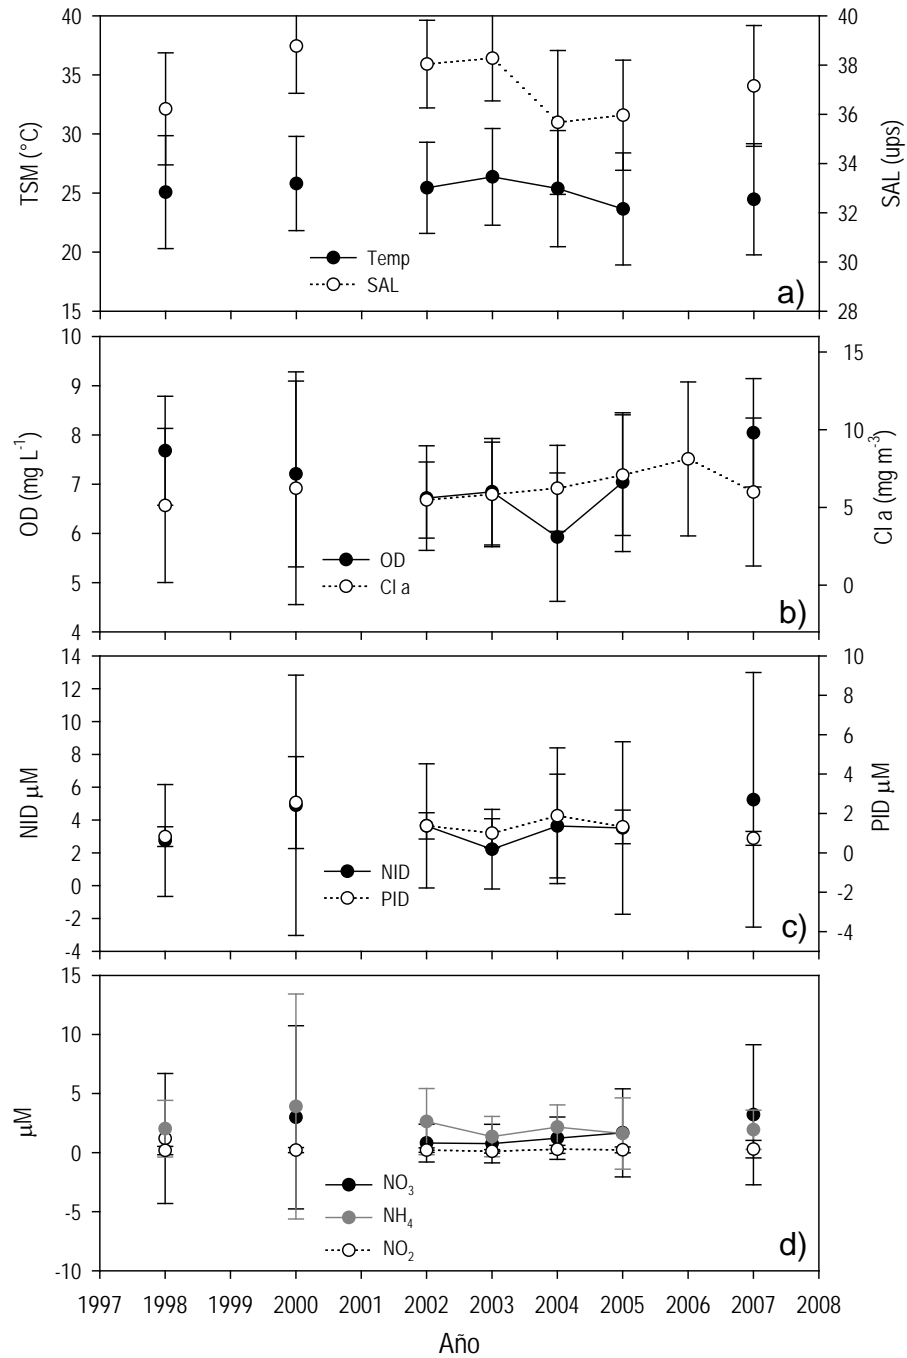 40
35
30
25
20
15
TSM (°C)
40
38
36
34
32
30
28
SAL (ups)
Temp
SAL
a)
10
9
8
7
6
5
4
OD (mg L⁻¹)
15
10
5
0
Cl a (mg m⁻³)
OD
Cl a
b)
14
12
10
8
6
4
2
0
-2
-4
NID µM
10
8
6
4
2
0
-2
-4
PID µM
NID
PID
c)
15
10
5
0
-5
-10
µM
NO₃
NH₄
NO₂
d)
1997 1998 1999 2000 2001 2002 2003 2004 2005 2006 2007 2008
Año